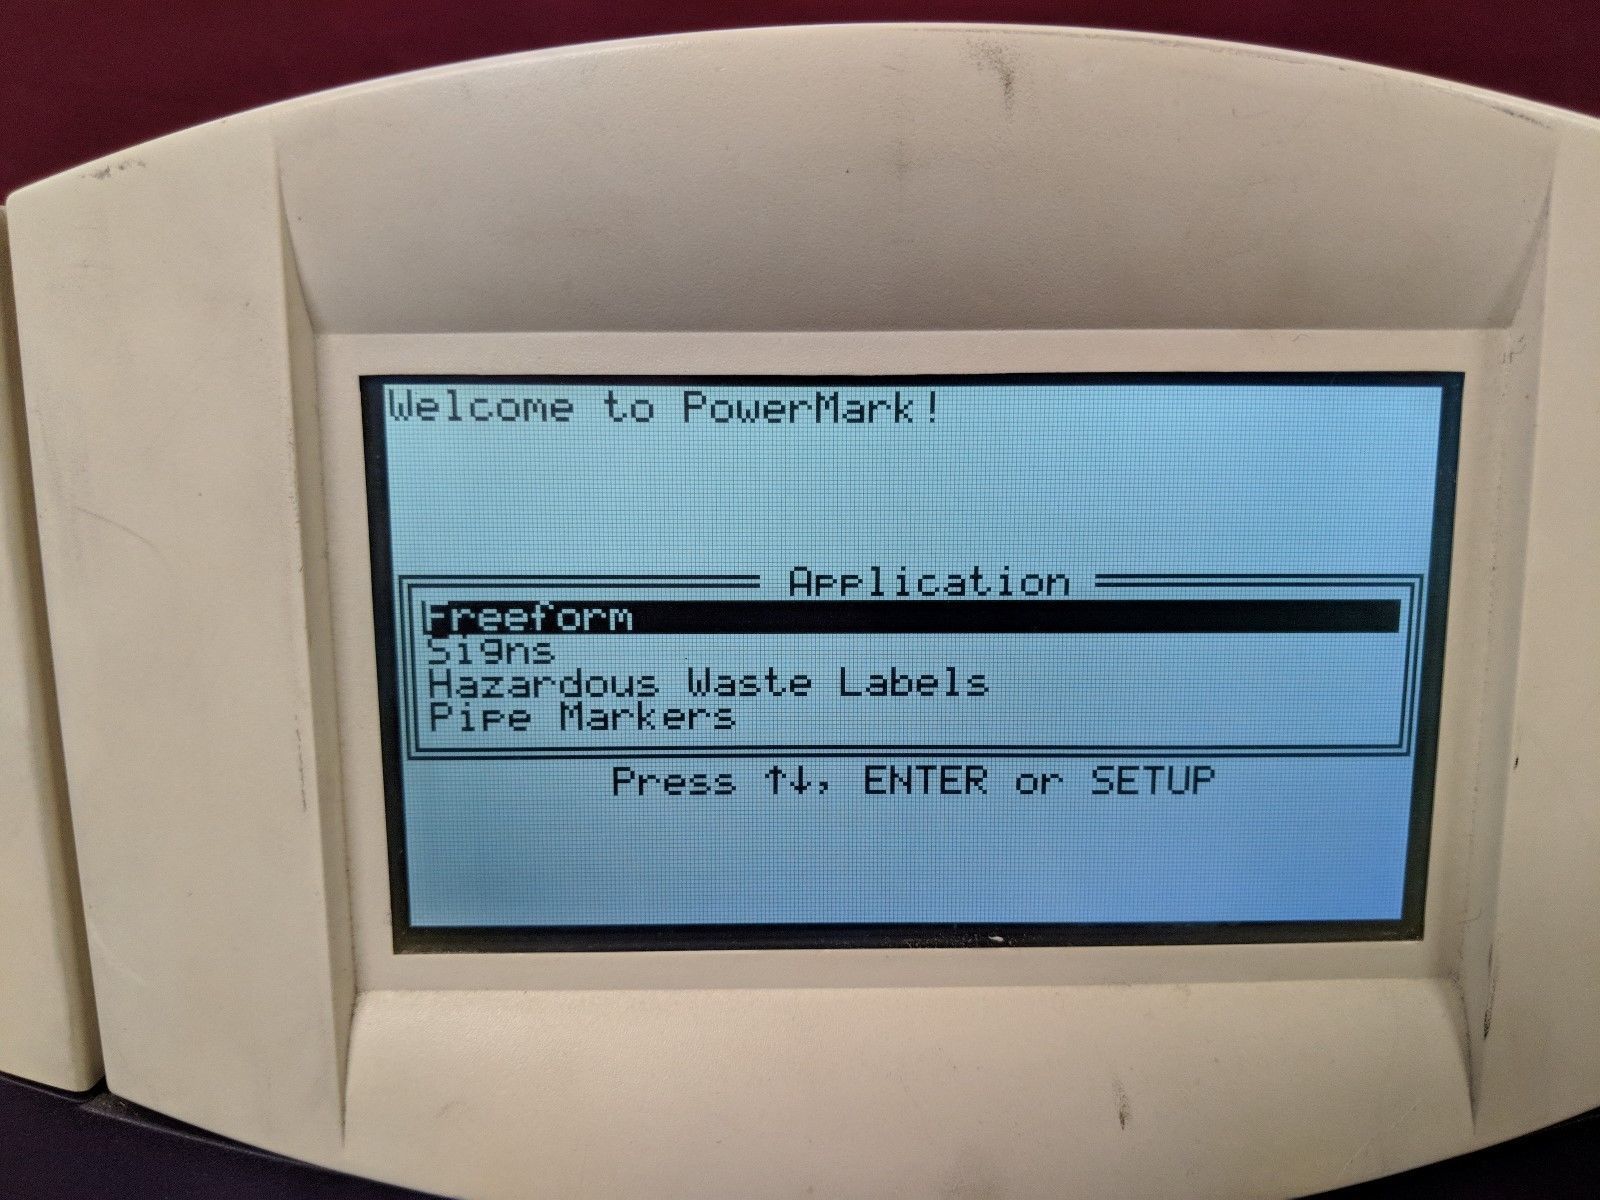 Welcome to PowerMark!
Application
Freeform
Signs
Hazardous Waste Labels
Pipe Markers
Press ↑↓, ENTER or SETUP